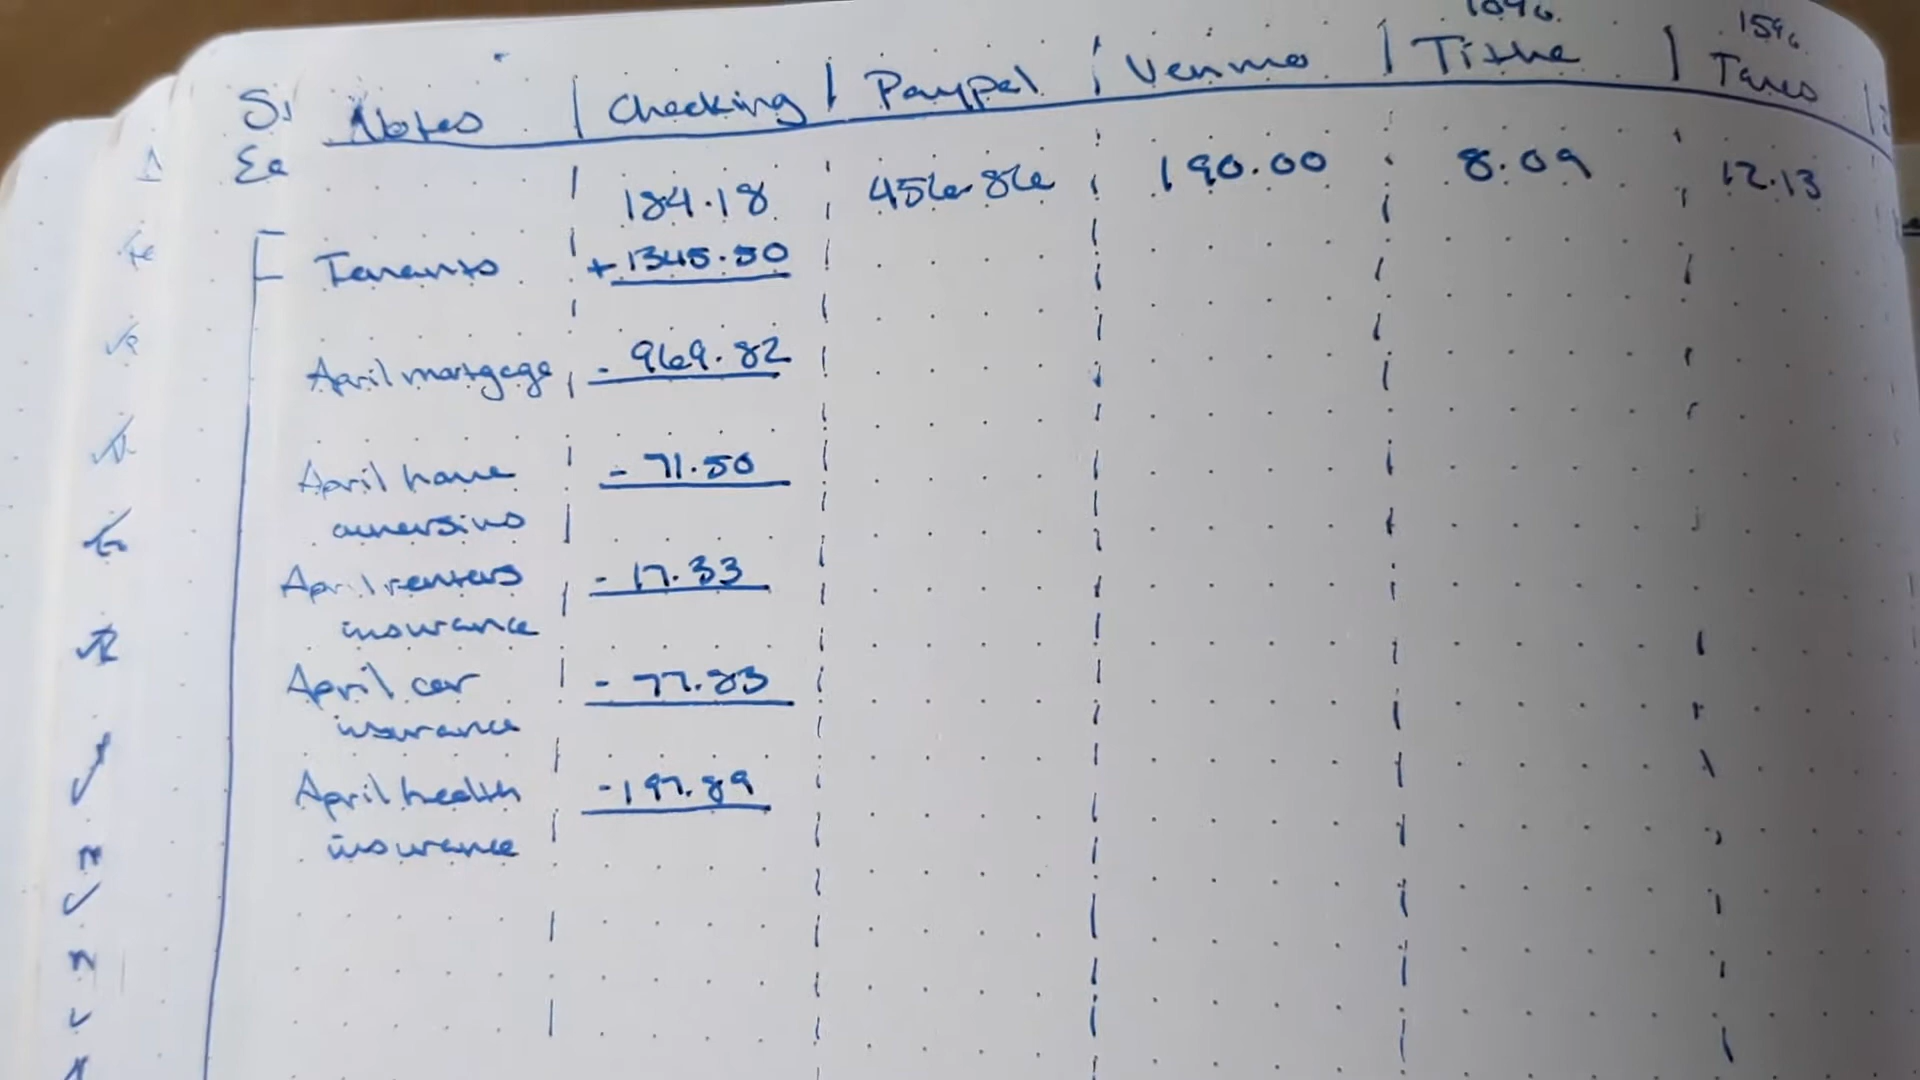 10%. 15%
Notes | Checking | Paypal | Venmo | Tithe | Taxes
184.18 456.86 190.00 8.09 12.13
Tenants +1345.50
April mortgage - 969.82
April home - 71.50
owners ins
April renters - 17.33
insurance
April car - 77.83
insurance
April health - 197.89
insurance